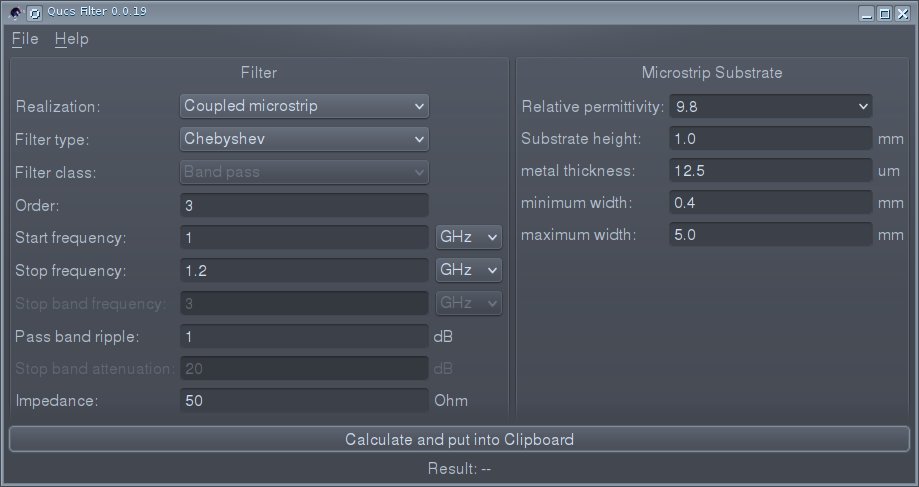 Qucs Filter 0.0.19
File Help
Filter
Realization: Coupled microstrip
Filter type: Chebyshev
Filter class: Band pass
Order: 3
Start frequency: 1 GHz
Stop frequency: 1.2 GHz
Stop band frequency: 3 GHz
Pass band ripple: 1 dB
Stop band attenuation: 20 dB
Impedance: 50 Ohm
Microstrip Substrate
Relative permittivity: 9.8
Substrate height: 1.0 mm
metal thickness: 12.5 um
minimum width: 0.4 mm
maximum width: 5.0 mm
Calculate and put into Clipboard
Result: --